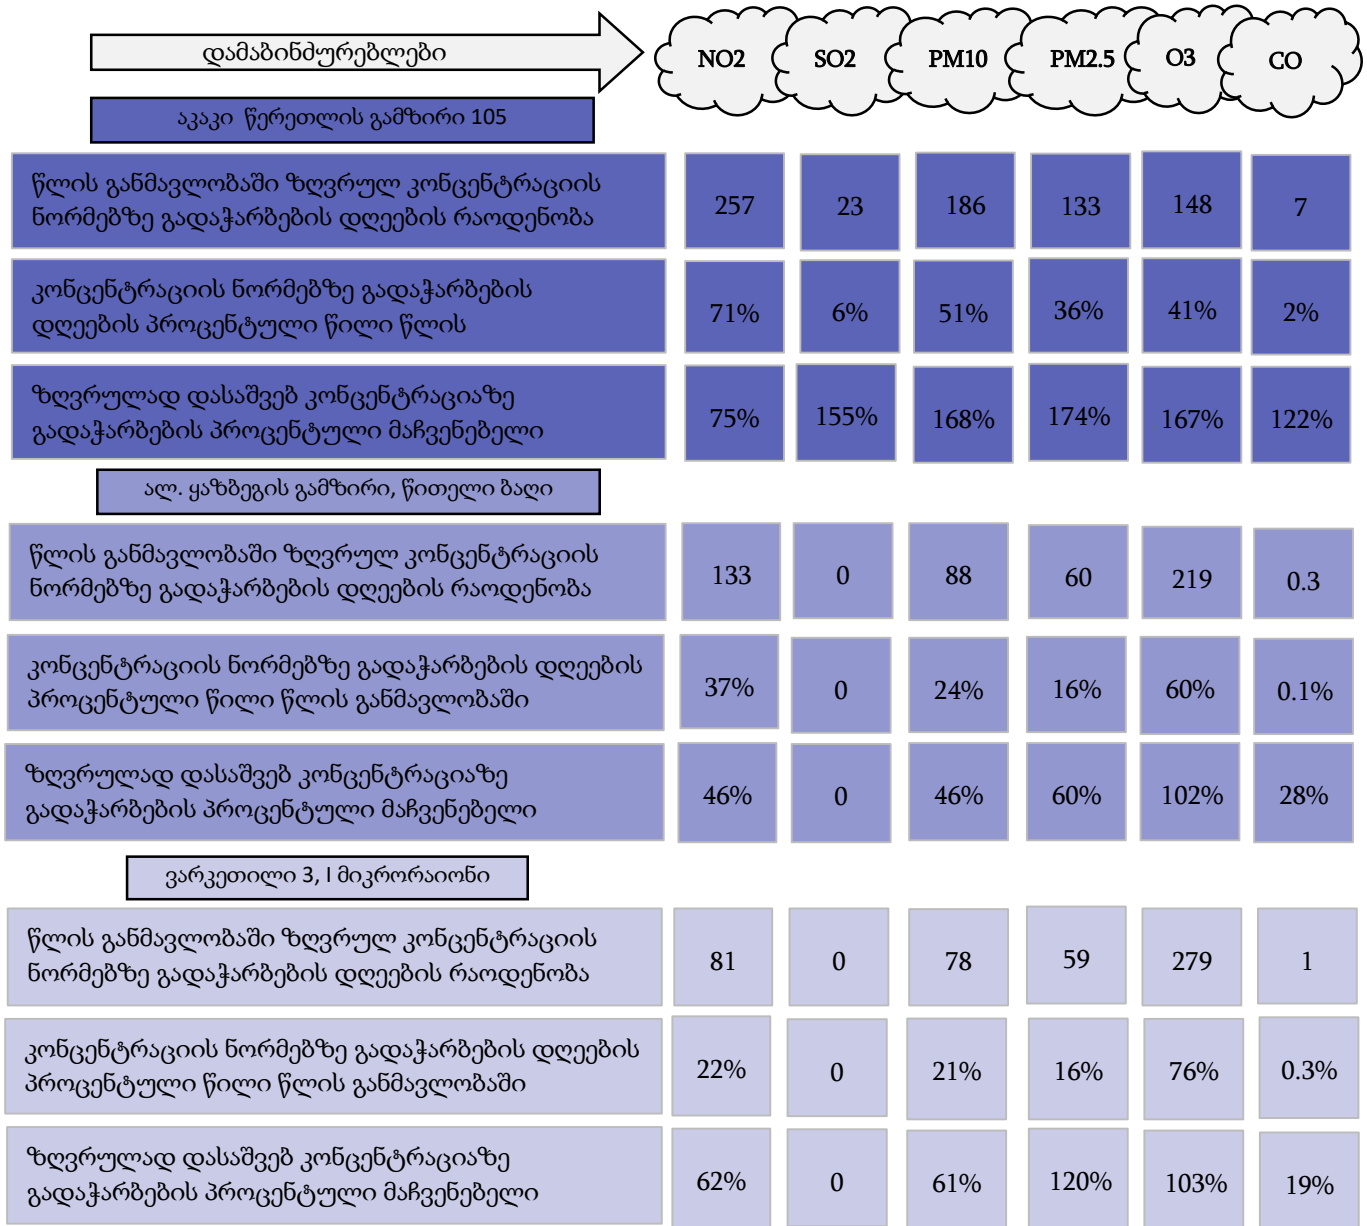 დამაბინძურებლები NO2 SO2 PM10 PM2.5 O3 CO
აკაკი წერეთლის გამზირი 105
წლის განმავლობაში ზღვრულ კონცენტრაციის
ნორმებზე გადაჭარბების დღეების რაოდენობა
257 23 186 133 148 7
კონცენტრაციის ნორმებზე გადაჭარბების
დღეების პროცენტული წილი წლის
71% 6% 51% 36% 41% 2%
ზღვრულად დასაშვებ კონცენტრაციაზე
გადაჭარბების პროცენტული მაჩვენებელი
75% 155% 168% 174% 167% 122%
ალ. ყაზბეგის გამზირი, წითელი ბაღი
წლის განმავლობაში ზღვრულ კონცენტრაციის
ნორმებზე გადაჭარბების დღეების რაოდენობა
133 0 88 60 219 0.3
კონცენტრაციის ნორმებზე გადაჭარბების დღეების
პროცენტული წილი წლის განმავლობაში
37% 0 24% 16% 60% 0.1%
ზღვრულად დასაშვებ კონცენტრაციაზე
გადაჭარბების პროცენტული მაჩვენებელი
46% 0 46% 60% 102% 28%
ვარკეთილი 3, I მიკრორაიონი
წლის განმავლობაში ზღვრულ კონცენტრაციის
ნორმებზე გადაჭარბების დღეების რაოდენობა
81 0 78 59 279 1
კონცენტრაციის ნორმებზე გადაჭარბების დღეების
პროცენტული წილი წლის განმავლობაში
22% 0 21% 16% 76% 0.3%
ზღვრულად დასაშვებ კონცენტრაციაზე
გადაჭარბების პროცენტული მაჩვენებელი
62% 0 61% 120% 103% 19%